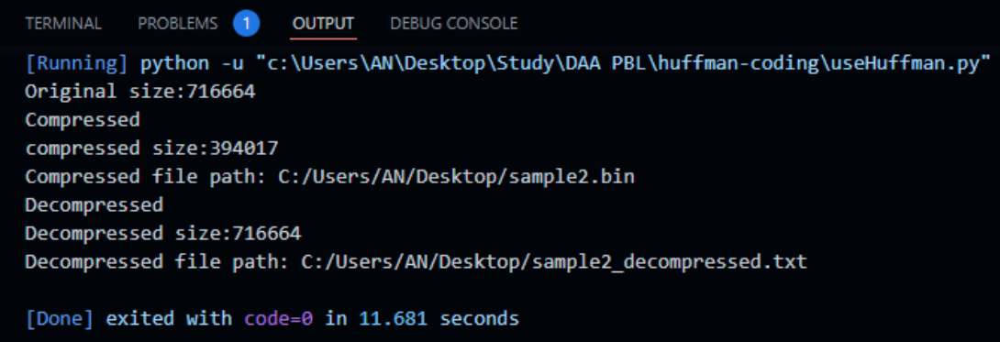 TERMINAL PROBLEMS 1 OUTPUT DEBUG CONSOLE
[Running] python -u "c:\Users\AN\Desktop\Study\DAA PBL\huffman-coding\useHuffman.py"
Original size:716664
Compressed
compressed size:394017
Compressed file path: C:/Users/AN/Desktop/sample2.bin
Decompressed
Decompressed size:716664
Decompressed file path: C:/Users/AN/Desktop/sample2_decompressed.txt
[Done] exited with code=0 in 11.681 seconds